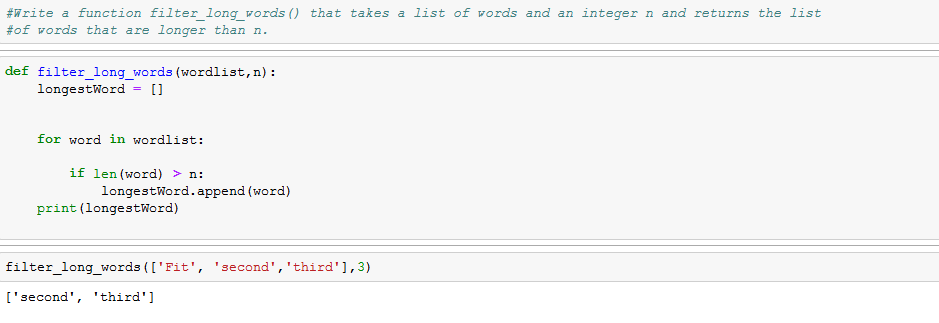 #Write a function filter_long_words() that takes a list of words and an integer n and returns the list
#of words that are longer than n.
def filter_long_words(wordlist,n):
    longestWord = []
    for word in wordlist:
        if len(word) > n:
            longestWord.append(word)
    print(longestWord)
filter_long_words(['Fit', 'second','third'],3)
['second', 'third']